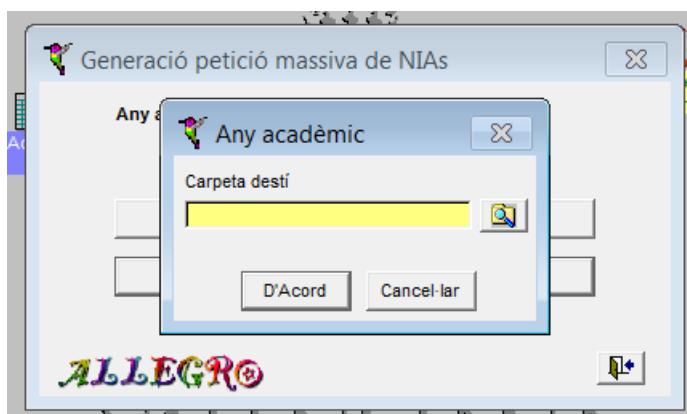 Generació petició massiva de NIAs
Any
Any acadèmic
Carpeta destí
D'Acord
Cancel·lar
ALLEGRO